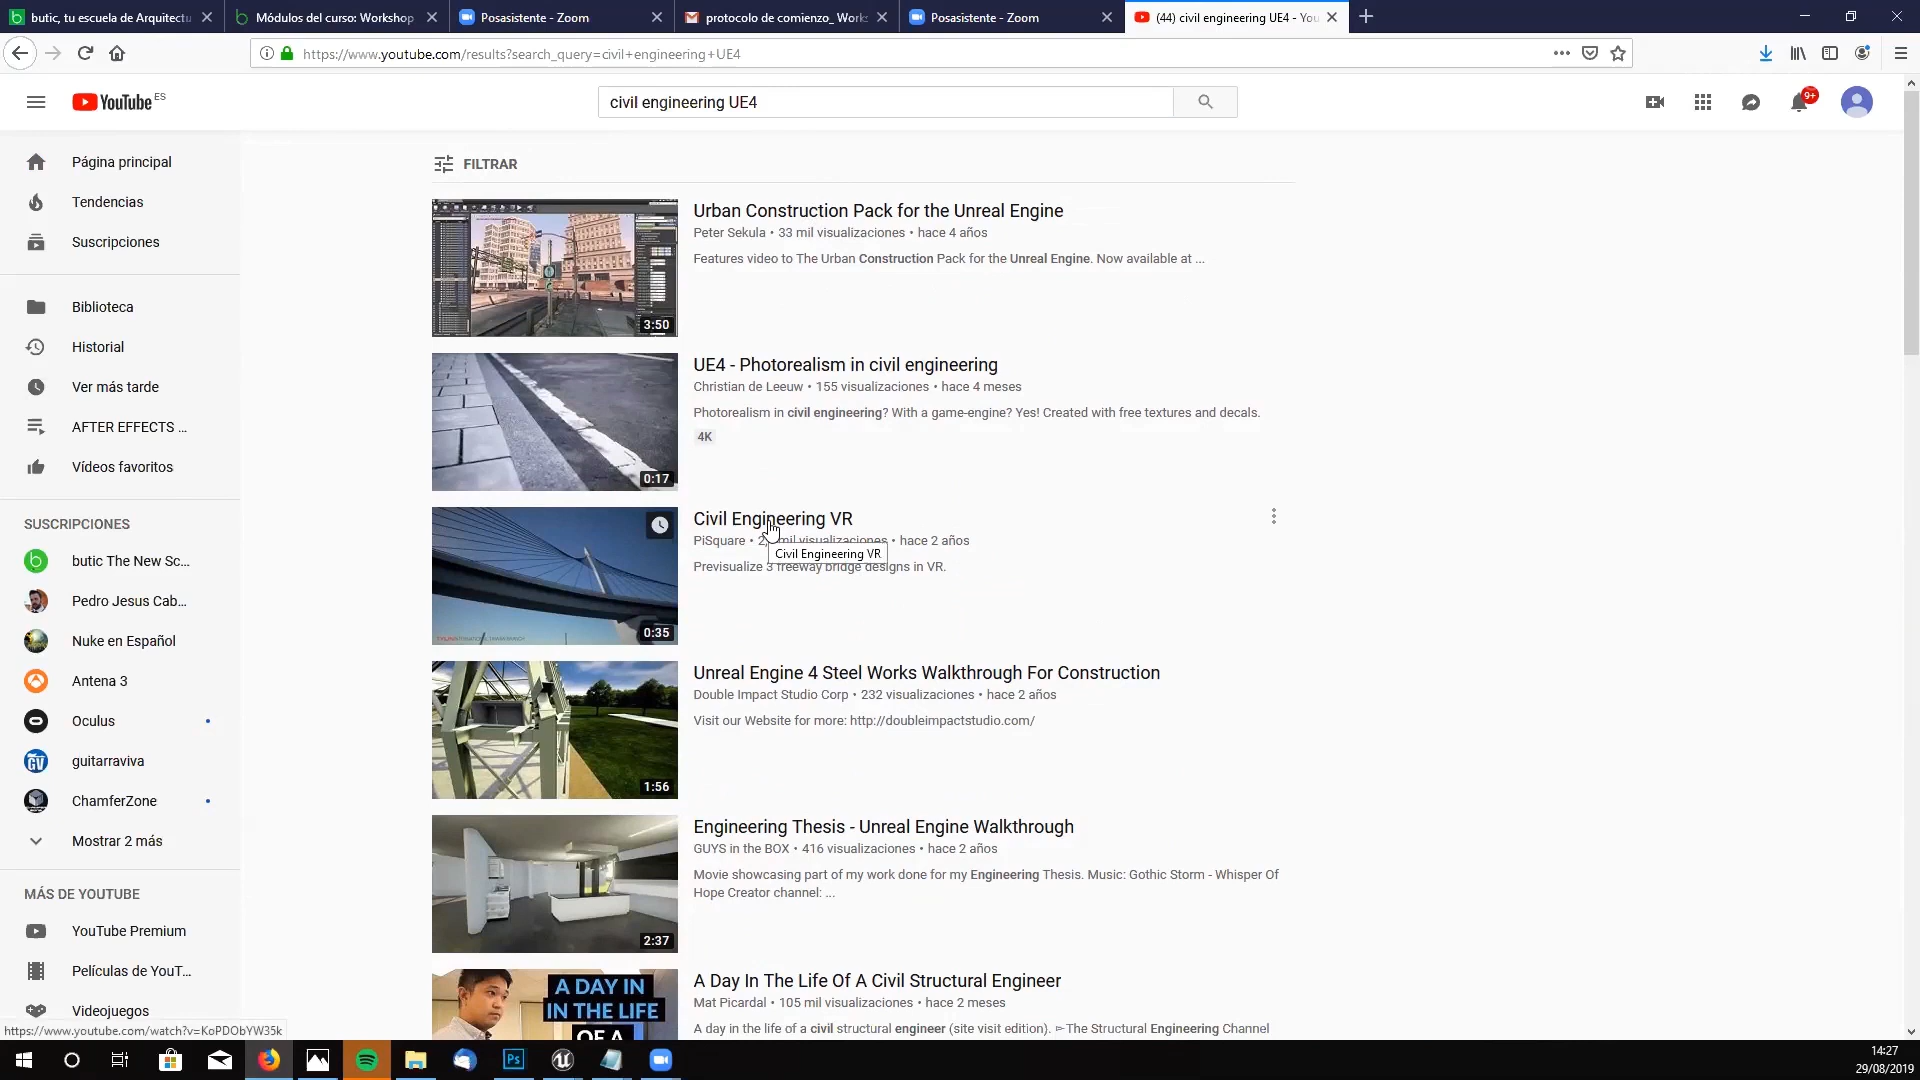 butic, tu escuela de Arquitectu
Módulos del curso: Workshop
Posasistente - Zoom
protocolo de comienzo_ Work
Posasistente - Zoom
(44) civil engineering UE4 - You
https://www.youtube.com/results?search_query=civil+engineering+UE4
YouTube ES
civil engineering UE4
9+
Página principal
Tendencias
Suscripciones
Biblioteca
Historial
Ver más tarde
AFTER EFFECTS ...
Vídeos favoritos
SUSCRIPCIONES
butic The New Sc...
Pedro Jesus Cab...
Nuke en Español
Antena 3
Oculus
guitarraviva
ChamferZone
Mostrar 2 más
MÁS DE YOUTUBE
YouTube Premium
Películas de YouT...
Videojuegos
https://www.youtube.com/watch?v=KoPDObYW35k
FILTRAR
3:50
Urban Construction Pack for the Unreal Engine
Peter Sekula • 33 mil visualizaciones • hace 4 años
Features video to The Urban Construction Pack for the Unreal Engine. Now available at ...
0:17
UE4 - Photorealism in civil engineering
Christian de Leeuw • 155 visualizaciones • hace 4 meses
Photorealism in civil engineering? With a game-engine? Yes! Created with free textures and decals.
4K
0:35
Civil Engineering VR
PiSquare • mil visualizaciones • hace 2 años
Civil Engineering VR
Previsualize 3 freeway bridge designs in VR.
1:56
Unreal Engine 4 Steel Works Walkthrough For Construction
Double Impact Studio Corp • 232 visualizaciones • hace 2 años
Visit our Website for more: http://doubleimpactstudio.com/
2:37
Engineering Thesis - Unreal Engine Walkthrough
GUYS in the BOX • 416 visualizaciones • hace 2 años
Movie showcasing part of my work done for my Engineering Thesis. Music: Gothic Storm - Whisper Of
Hope Creator channel: ...
A DAY IN
IN THE LIFE
OF A
A Day In The Life Of A Civil Structural Engineer
Mat Picardal • 105 mil visualizaciones • hace 2 meses
A day in the life of a civil structural engineer (site visit edition). ➳The Structural Engineering Channel
Ps
14:27
29/08/2019